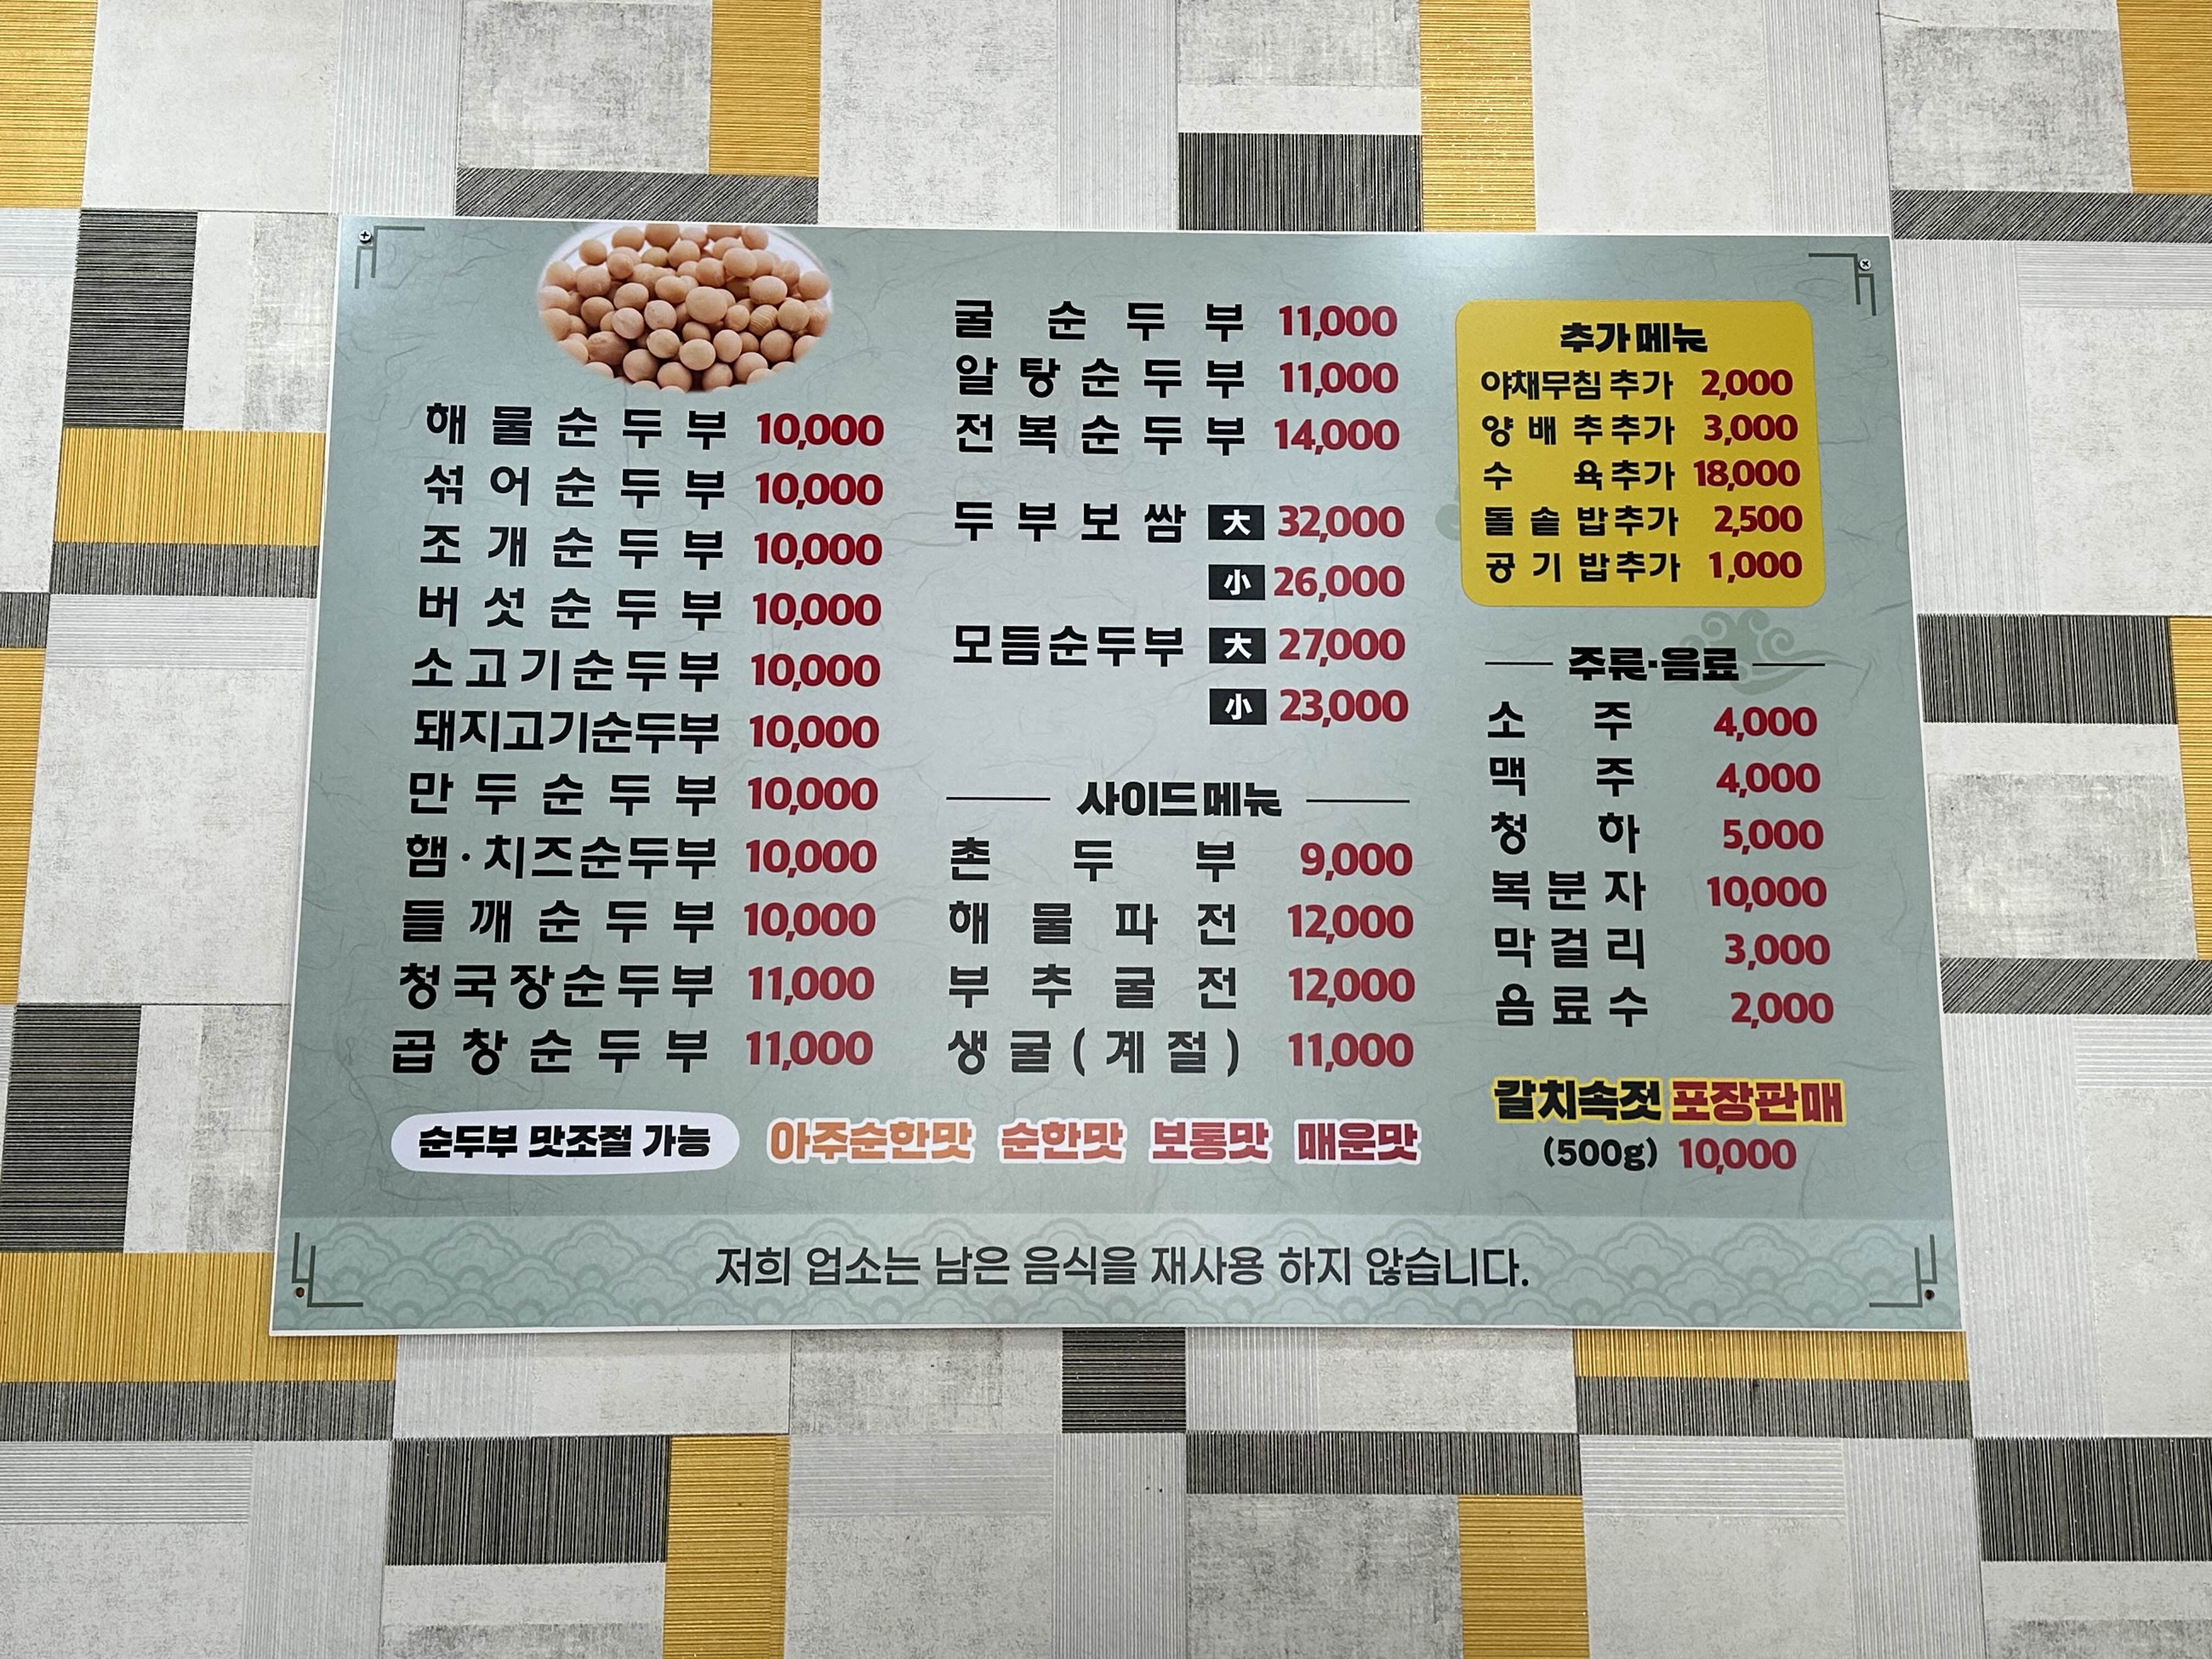 해물순두부 10,000
섞어순두부 10,000
조개순두부 10,000
버섯순두부 10,000
소고기순두부 10,000
돼지고기순두부 10,000
만두순두부 10,000
햄·치즈순두부 10,000
들깨순두부 10,000
청국장순두부 11,000
곱창순두부 11,000
굴순두부 11,000
알탕순두부 11,000
전복순두부 14,000
두부보쌈 大 32,000
小 26,000
모듬순두부 大 27,000
小 23,000
사이드메뉴
촌두부 9,000
해물파전 12,000
부추굴전 12,000
생굴(계절) 11,000
추가메뉴
야채무침 추가 2,000
양배추추가 3,000
수육추가 18,000
돌솥밥추가 2,500
공기밥추가 1,000
주류·음료
소주 4,000
맥주 4,000
청하 5,000
복분자 10,000
막걸리 3,000
음료수 2,000
갈치속젓 포장판매
(500g) 10,000
순두부 맛조절 가능 아주순한맛 순한맛 보통맛 매운맛
저희 업소는 남은 음식을 재사용 하지 않습니다.